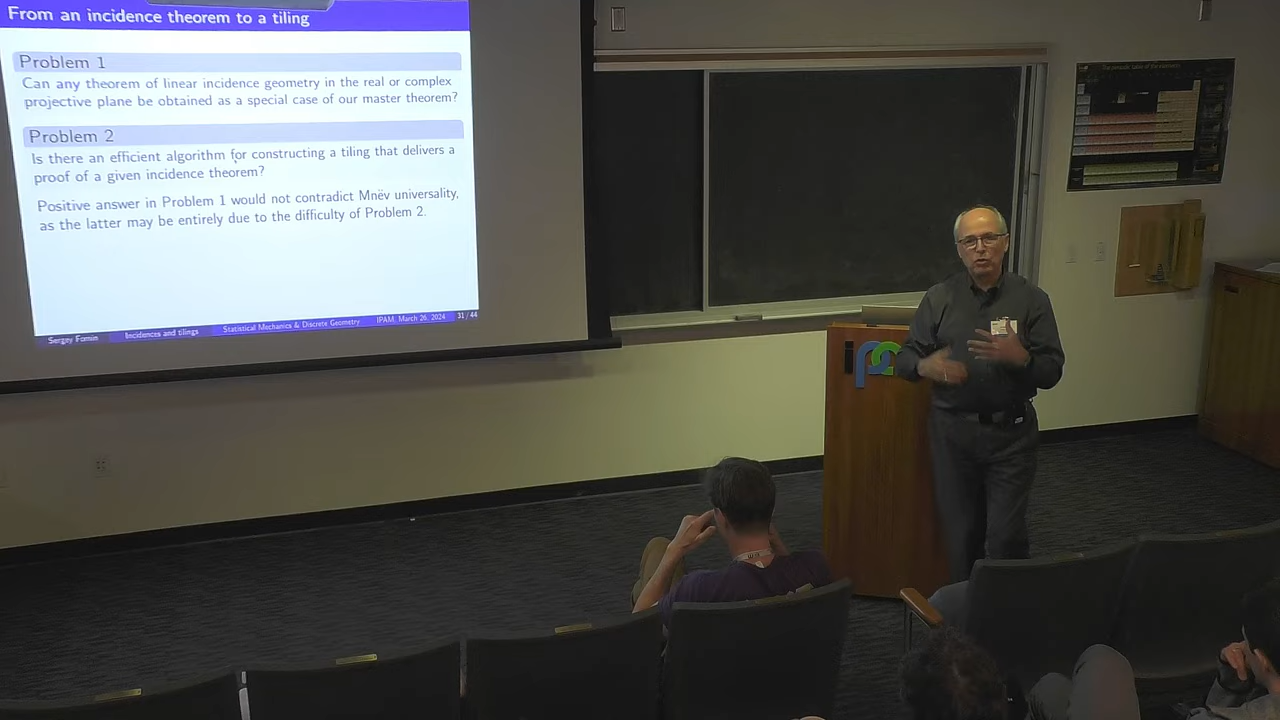 From an incidence theorem to a tiling
Problem 1
Can any theorem of linear incidence geometry in the real or complex
projective plane be obtained as a special case of our master theorem?
Problem 2
Is there an efficient algorithm for constructing a tiling that delivers a
proof of a given incidence theorem?
Positive answer in Problem 1 would not contradict Mnëv universality,
as the latter may be entirely due to the difficulty of Problem 2.
Sergey Fomin
Incidences and tilings
Statistical Mechanics & Discrete Geometry
IPAM, March 26, 2024
31 / 44